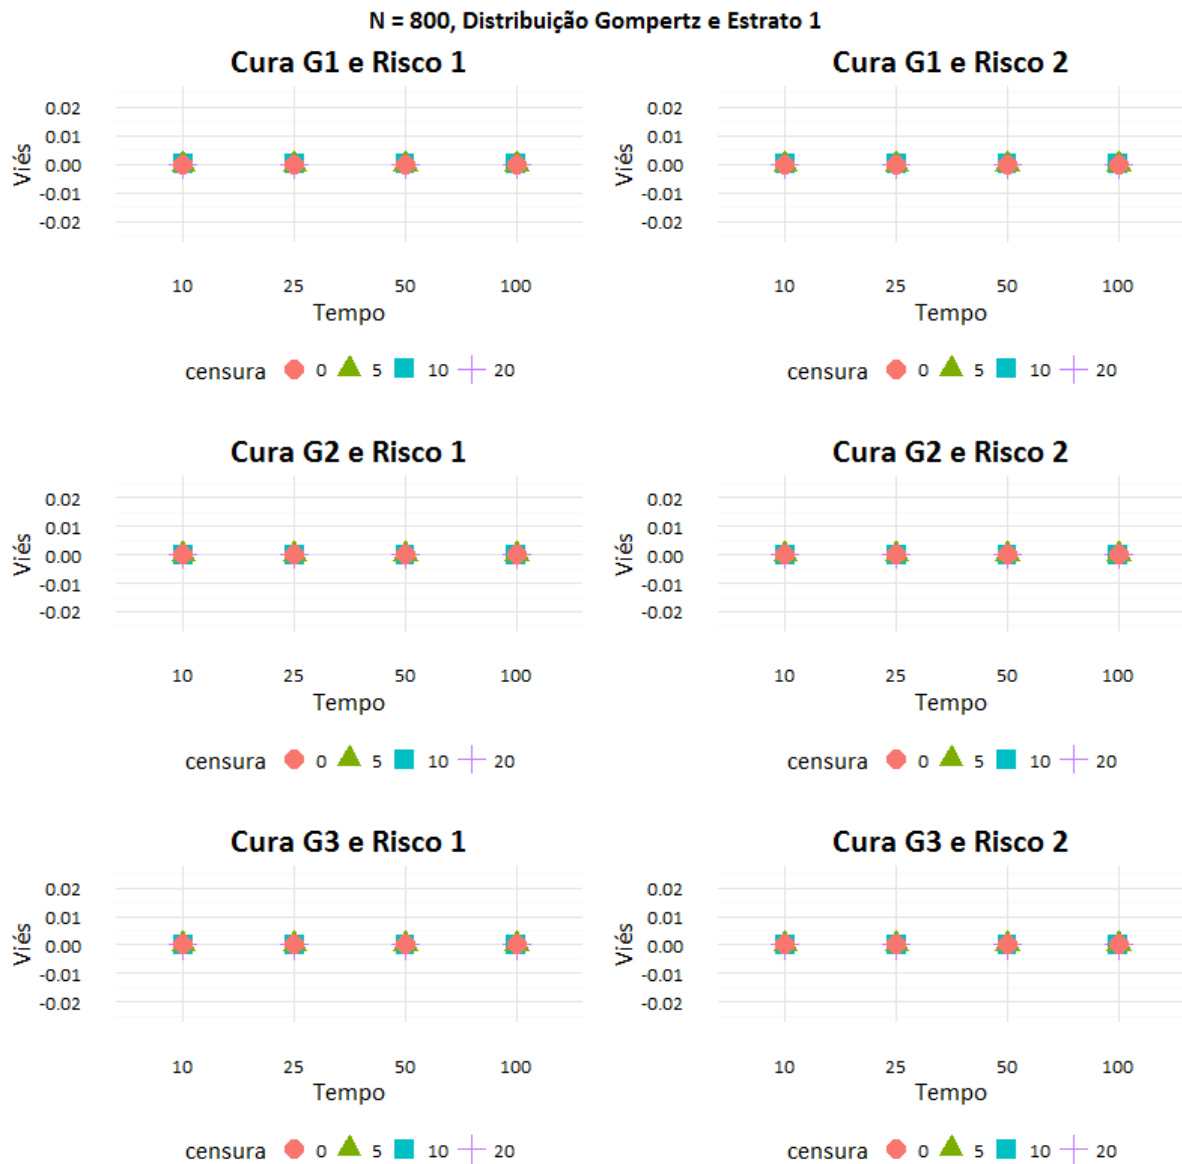 N = 800, Distribuição Gompertz e Estrato 1
Cura G1 e Risco 1
0.02
0.01
0.00
-0.01
-0.02
Viés
10 25 50 100
Tempo
censura 0 5 10 20
Cura G1 e Risco 2
0.02
0.01
0.00
-0.01
-0.02
Viés
10 25 50 100
Tempo
censura 0 5 10 20
Cura G2 e Risco 1
0.02
0.01
0.00
-0.01
-0.02
Viés
10 25 50 100
Tempo
censura 0 5 10 20
Cura G2 e Risco 2
0.02
0.01
0.00
-0.01
-0.02
Viés
10 25 50 100
Tempo
censura 0 5 10 20
Cura G3 e Risco 1
0.02
0.01
0.00
-0.01
-0.02
Viés
10 25 50 100
Tempo
censura 0 5 10 20
Cura G3 e Risco 2
0.02
0.01
0.00
-0.01
-0.02
Viés
10 25 50 100
Tempo
censura 0 5 10 20